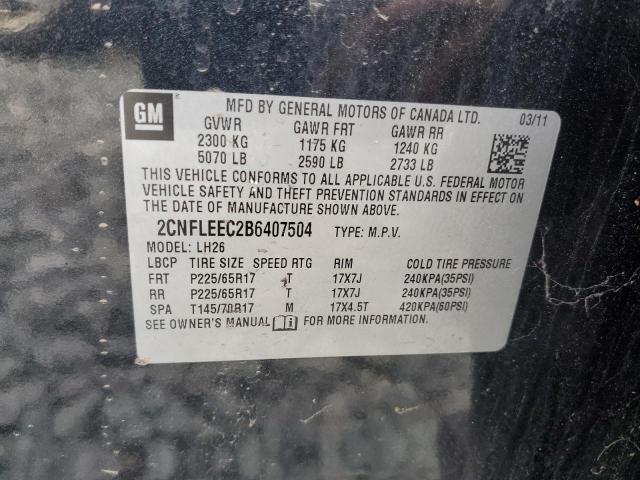 GM
MFD BY GENERAL MOTORS OF CANADA LTD. 03/11
GVWR GAWR FRT GAWR RR
2300 KG 1175 KG 1240 KG
5070 LB 2590 LB 2733 LB
THIS VEHICLE CONFORMS TO ALL APPLICABLE U.S. FEDERAL MOTOR
VEHICLE SAFETY AND THEFT PREVENTION STANDARDS IN EFFECT ON
THE DATE OF MANUFACTURE SHOWN ABOVE.
2CNFLEEC2B6407504 TYPE: M.P.V.
MODEL: LH26
LBCP TIRE SIZE SPEED RTG RIM COLD TIRE PRESSURE
FRT P225/65R17 T 17X7J 240KPA(35PSI)
RR P225/65R17 T 17X7J 240KPA(35PSI)
SPA T145/70R17 M 17X4.5T 420KPA(60PSI)
SEE OWNER'S MANUAL FOR MORE INFORMATION.